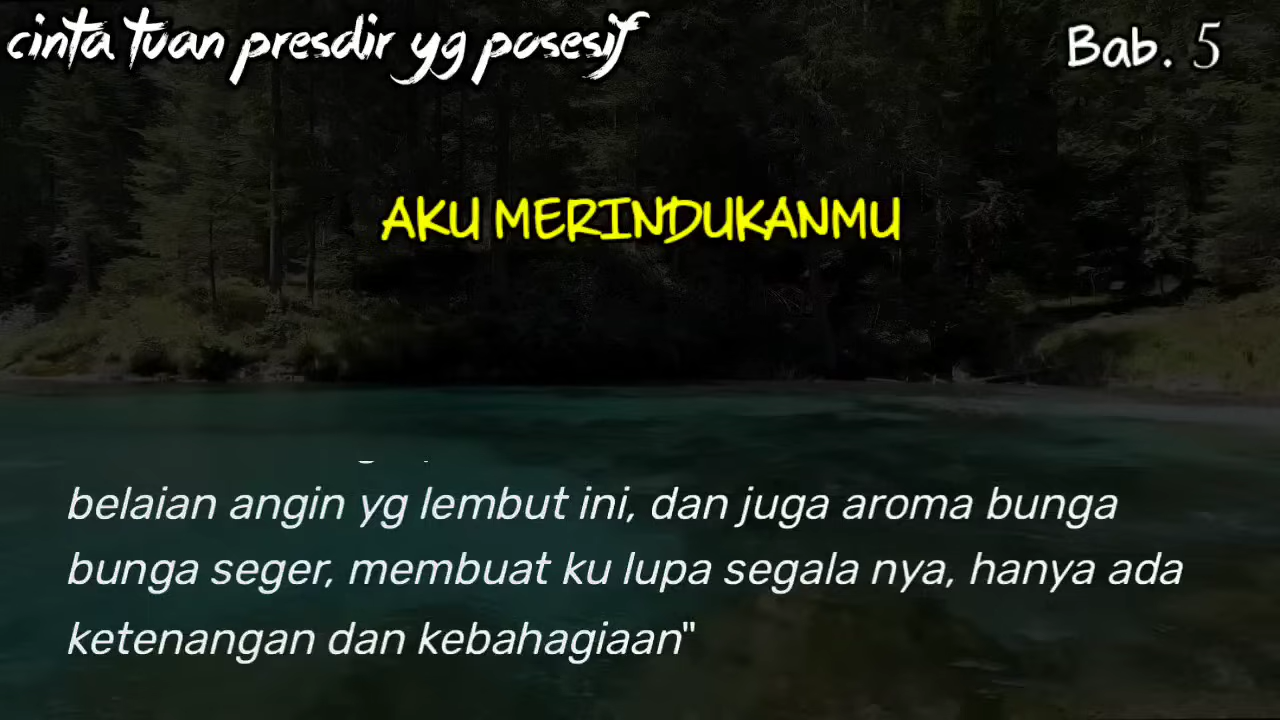 cinta tuan presdir yg posesif
Bab. 5
AKU MERINDUKANMU
belaian angin yg lembut ini, dan juga aroma bunga
bunga seger, membuat ku lupa segala nya, hanya ada
ketenangan dan kebahagiaan"